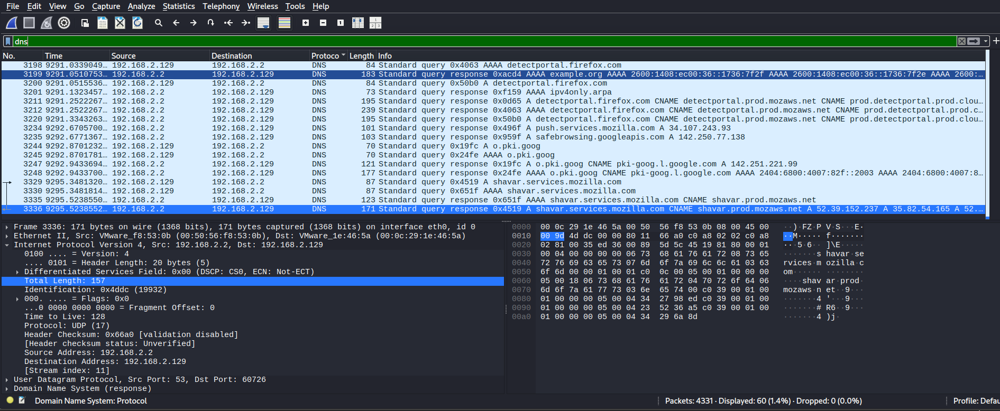 File Edit View Go Capture Analyze Statistics Telephony Wireless Tools Help
dns
No. Time Source Destination Protoco Length Info
3198 9291.0339049… 192.168.2.129 192.168.2.2 DNS 84 Standard query 0x4063 AAAA detectportal.firefox.com
3199 9291.0510753… 192.168.2.2 192.168.2.129 DNS 183 Standard query response 0xacd4 AAAA example.org AAAA 2600:1408:ec00:36::1736:7f2f AAAA 2600:1408:ec00:36::1736:7f2e AAAA 2600:…
3200 9291.0515536… 192.168.2.129 192.168.2.2 DNS 84 Standard query 0x50b0 A detectportal.firefox.com
3201 9291.1323457… 192.168.2.2 192.168.2.129 DNS 73 Standard query response 0xf159 AAAA ipv4only.arpa
3211 9291.2522267… 192.168.2.2 192.168.2.129 DNS 195 Standard query response 0x0d65 A detectportal.firefox.com CNAME detectportal.prod.mozaws.net CNAME prod.detectportal.prod.clou…
3212 9291.2522267… 192.168.2.2 192.168.2.129 DNS 239 Standard query response 0x4063 AAAA detectportal.firefox.com CNAME detectportal.prod.mozaws.net CNAME prod.detectportal.prod.c…
3220 9291.3343263… 192.168.2.2 192.168.2.129 DNS 195 Standard query response 0x50b0 A detectportal.firefox.com CNAME detectportal.prod.mozaws.net CNAME prod.detectportal.prod.clou…
3234 9292.6705700… 192.168.2.2 192.168.2.129 DNS 101 Standard query response 0x496f A push.services.mozilla.com A 34.107.243.93
3235 9292.6771367… 192.168.2.2 192.168.2.129 DNS 103 Standard query response 0x959f A safebrowsing.googleapis.com A 142.250.77.138
3244 9292.8701232… 192.168.2.129 192.168.2.2 DNS 70 Standard query 0x19fc A o.pki.goog
3245 9292.8701781… 192.168.2.129 192.168.2.2 DNS 70 Standard query 0x24fe AAAA o.pki.goog
3247 9292.9433694… 192.168.2.2 192.168.2.129 DNS 121 Standard query response 0x19fc A o.pki.goog CNAME pki-goog.l.google.com A 142.251.221.99
3248 9292.9433700… 192.168.2.2 192.168.2.129 DNS 177 Standard query response 0x24fe AAAA o.pki.goog CNAME pki-goog.l.google.com AAAA 2404:6800:4007:82f::2003 AAAA 2404:6800:4007:8…
3329 9295.3481320… 192.168.2.129 192.168.2.2 DNS 87 Standard query 0x4519 A shavar.services.mozilla.com
3330 9295.3481814… 192.168.2.129 192.168.2.2 DNS 87 Standard query 0x651f AAAA shavar.services.mozilla.com
3335 9295.5238550… 192.168.2.2 192.168.2.129 DNS 123 Standard query response 0x651f AAAA shavar.services.mozilla.com CNAME shavar.prod.mozaws.net
3336 9295.5238552… 192.168.2.2 192.168.2.129 DNS 171 Standard query response 0x4519 A shavar.services.mozilla.com CNAME shavar.prod.mozaws.net A 52.39.152.237 A 35.82.54.165 A 52.…
Frame 3336: 171 bytes on wire (1368 bits), 171 bytes captured (1368 bits) on interface eth0, id 0
Ethernet II, Src: VMware_f8:53:0b (00:50:56:f8:53:0b), Dst: VMware_1e:46:5a (00:0c:29:1e:46:5a)
Internet Protocol Version 4, Src: 192.168.2.2, Dst: 192.168.2.129
0100 .... = Version: 4
.... 0101 = Header Length: 20 bytes (5)
Differentiated Services Field: 0x00 (DSCP: CS0, ECN: Not-ECT)
Total Length: 157
Identification: 0x4ddc (19932)
000. .... = Flags: 0x0
...0 0000 0000 0000 = Fragment Offset: 0
Time to Live: 128
Protocol: UDP (17)
Header Checksum: 0x66a0 [validation disabled]
[Header checksum status: Unverified]
Source Address: 192.168.2.2
Destination Address: 192.168.2.129
[Stream index: 11]
User Datagram Protocol, Src Port: 53, Dst Port: 60726
Domain Name System (response)
0000 00 0c 29 1e 46 5a 00 50 56 f8 53 0b 08 00 45 00 ··)·FZ·P V·S···E·
0010 00 9d 4d dc 00 00 80 11 66 a0 c0 a8 02 02 c0 a8 ··M····· f·······
0020 02 81 00 35 ed 36 00 89 5d 5c 45 19 81 80 00 01 ···5·6·· ]\E·····
0030 00 04 00 00 00 00 06 73 68 61 76 61 72 08 73 65 ·······s havar·se
0040 72 76 69 63 65 73 07 6d 6f 7a 69 6c 6c 61 03 63 rvices·m ozilla·c
0050 6f 6d 00 00 01 00 01 c0 0c 00 05 00 01 00 00 00 om······ ········
0060 05 00 18 06 73 68 61 76 61 72 04 70 72 6f 64 06 ····shav ar·prod·
0070 6d 6f 7a 61 77 73 03 6e 65 74 00 c0 39 00 01 00 mozaws·n et··9···
0080 01 00 00 00 05 00 04 34 27 98 ed c0 39 00 01 00 ·······4 '···9···
0090 01 00 00 00 05 00 04 23 52 36 a5 c0 39 00 01 00 ·······# R6··9···
00a0 01 00 00 00 05 00 04 34 29 6a 8d ·······4 )j·
Domain Name System: Protocol Packets: 4331 · Displayed: 60 (1.4%) · Dropped: 0 (0.0%) Profile: Defau